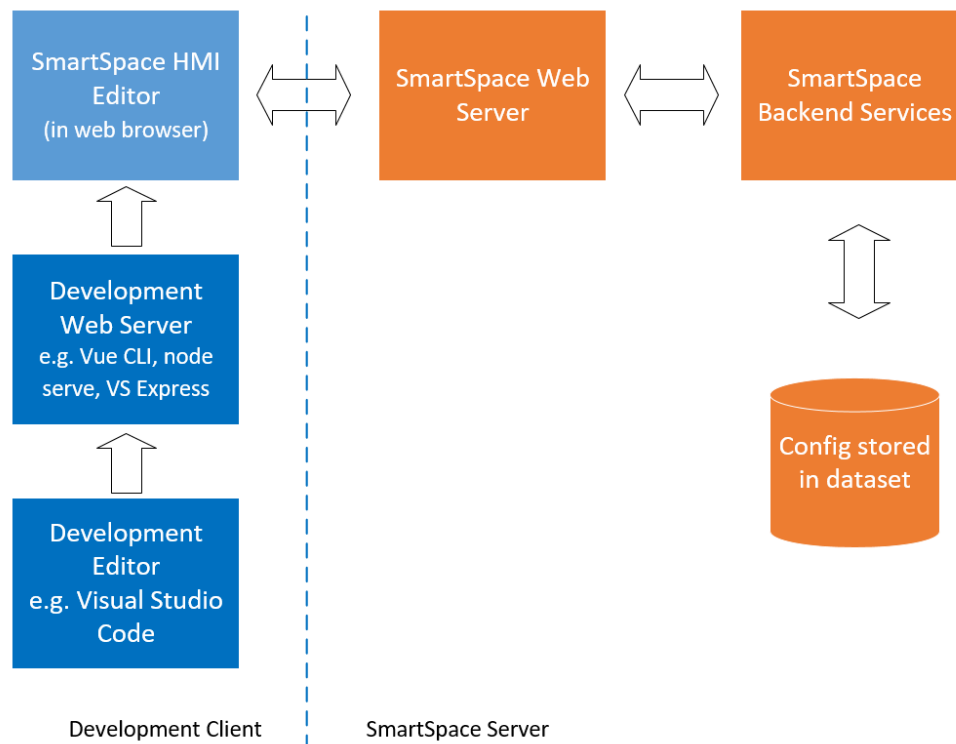 SmartSpace HMI
Editor
(in web browser)
SmartSpace Web
Server
SmartSpace
Backend Services
Development
Web Server
e.g. Vue CLI, node
serve, VS Express
Config stored
in dataset
Development
Editor
e.g. Visual Studio
Code
Development Client
SmartSpace Server